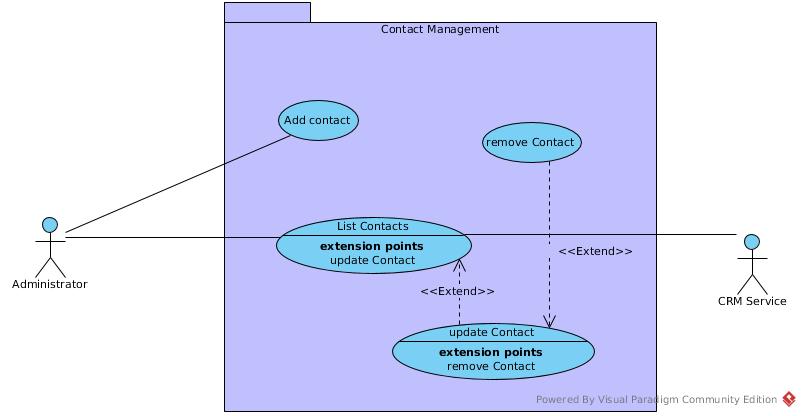 Contact Management
Add contact
remove Contact
List Contacts
extension points
update Contact
<<Extend>>
<<Extend>>
Administrator
CRM Service
update Contact
extension points
remove Contact
Powered By Visual Paradigm Community Edition